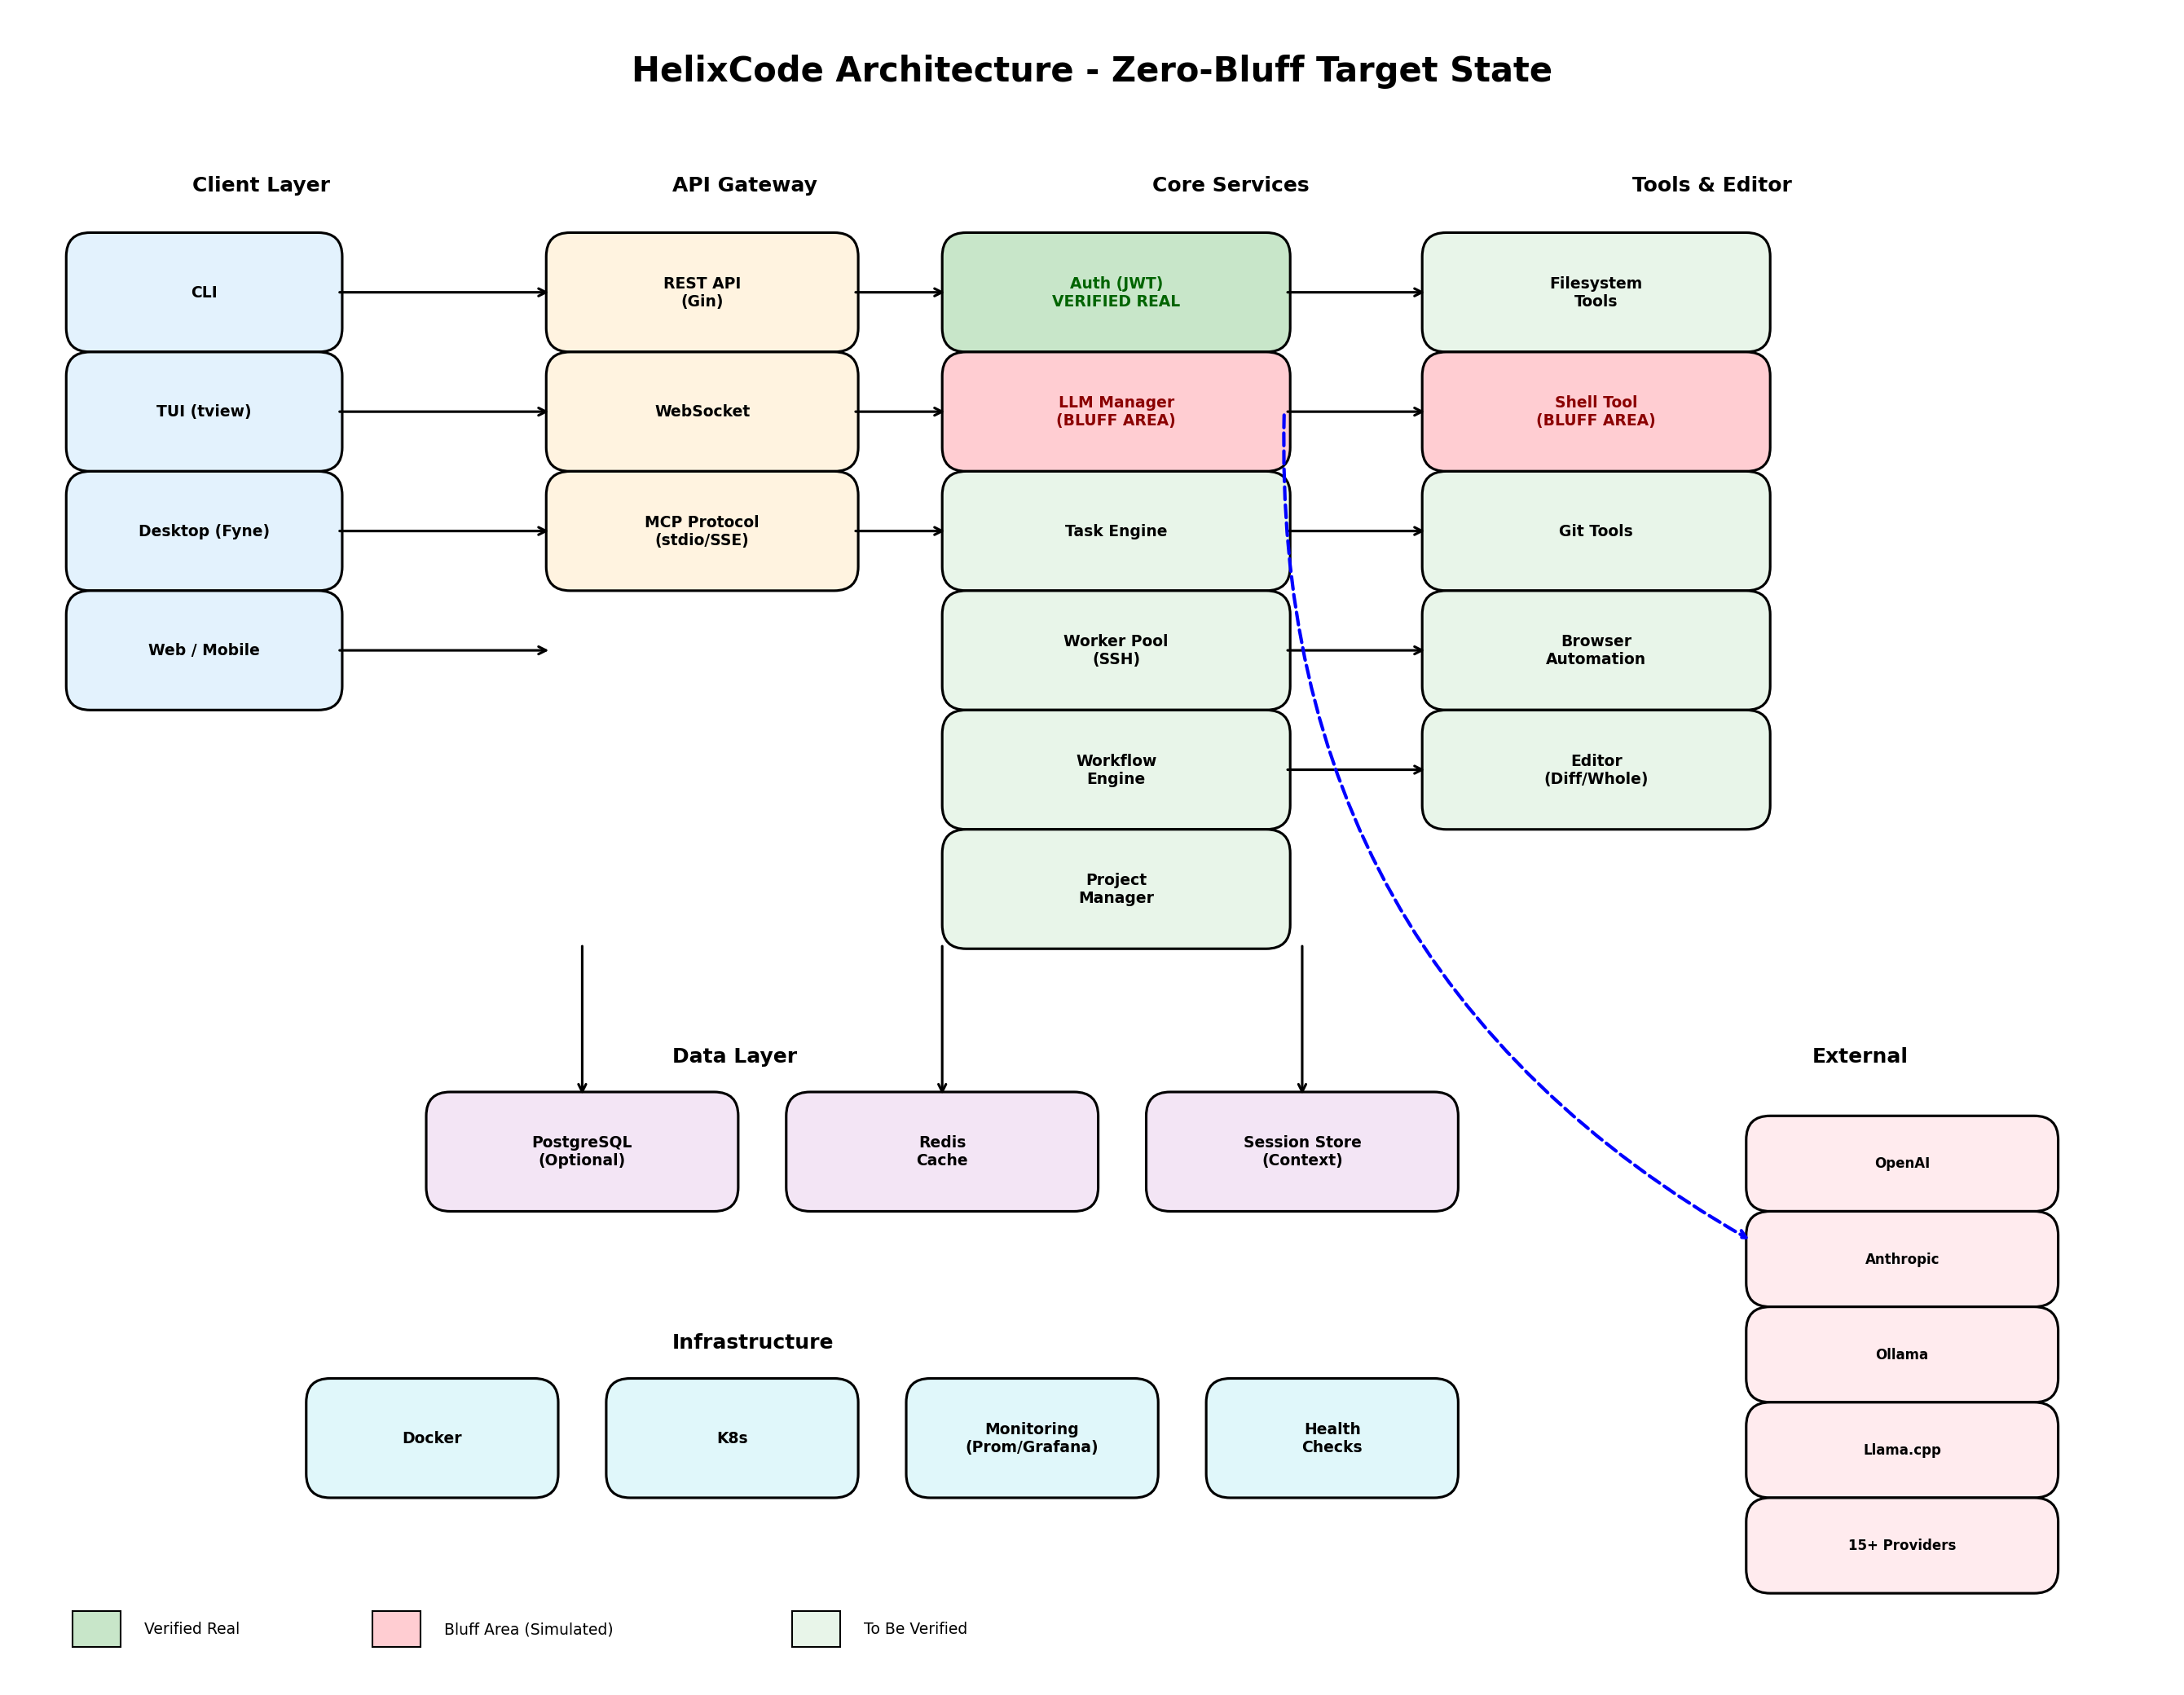 HelixCode Architecture - Zero-Bluff Target State
Client Layer
CLI
TUI (tview)
Desktop (Fyne)
Web / Mobile
API Gateway
REST API
(Gin)
WebSocket
MCP Protocol
(stdio/SSE)
Core Services
Auth (JWT)
VERIFIED REAL
LLM Manager
(BLUFF AREA)
Task Engine
Worker Pool
(SSH)
Workflow
Engine
Project
Manager
Tools & Editor
Filesystem
Tools
Shell Tool
(BLUFF AREA)
Git Tools
Browser
Automation
Editor
(Diff/Whole)
Data Layer
PostgreSQL
(Optional)
Redis
Cache
Session Store
(Context)
External
OpenAI
Anthropic
Ollama
Llama.cpp
15+ Providers
Infrastructure
Docker
K8s
Monitoring
(Prom/Grafana)
Health
Checks
Verified Real
Bluff Area (Simulated)
To Be Verified